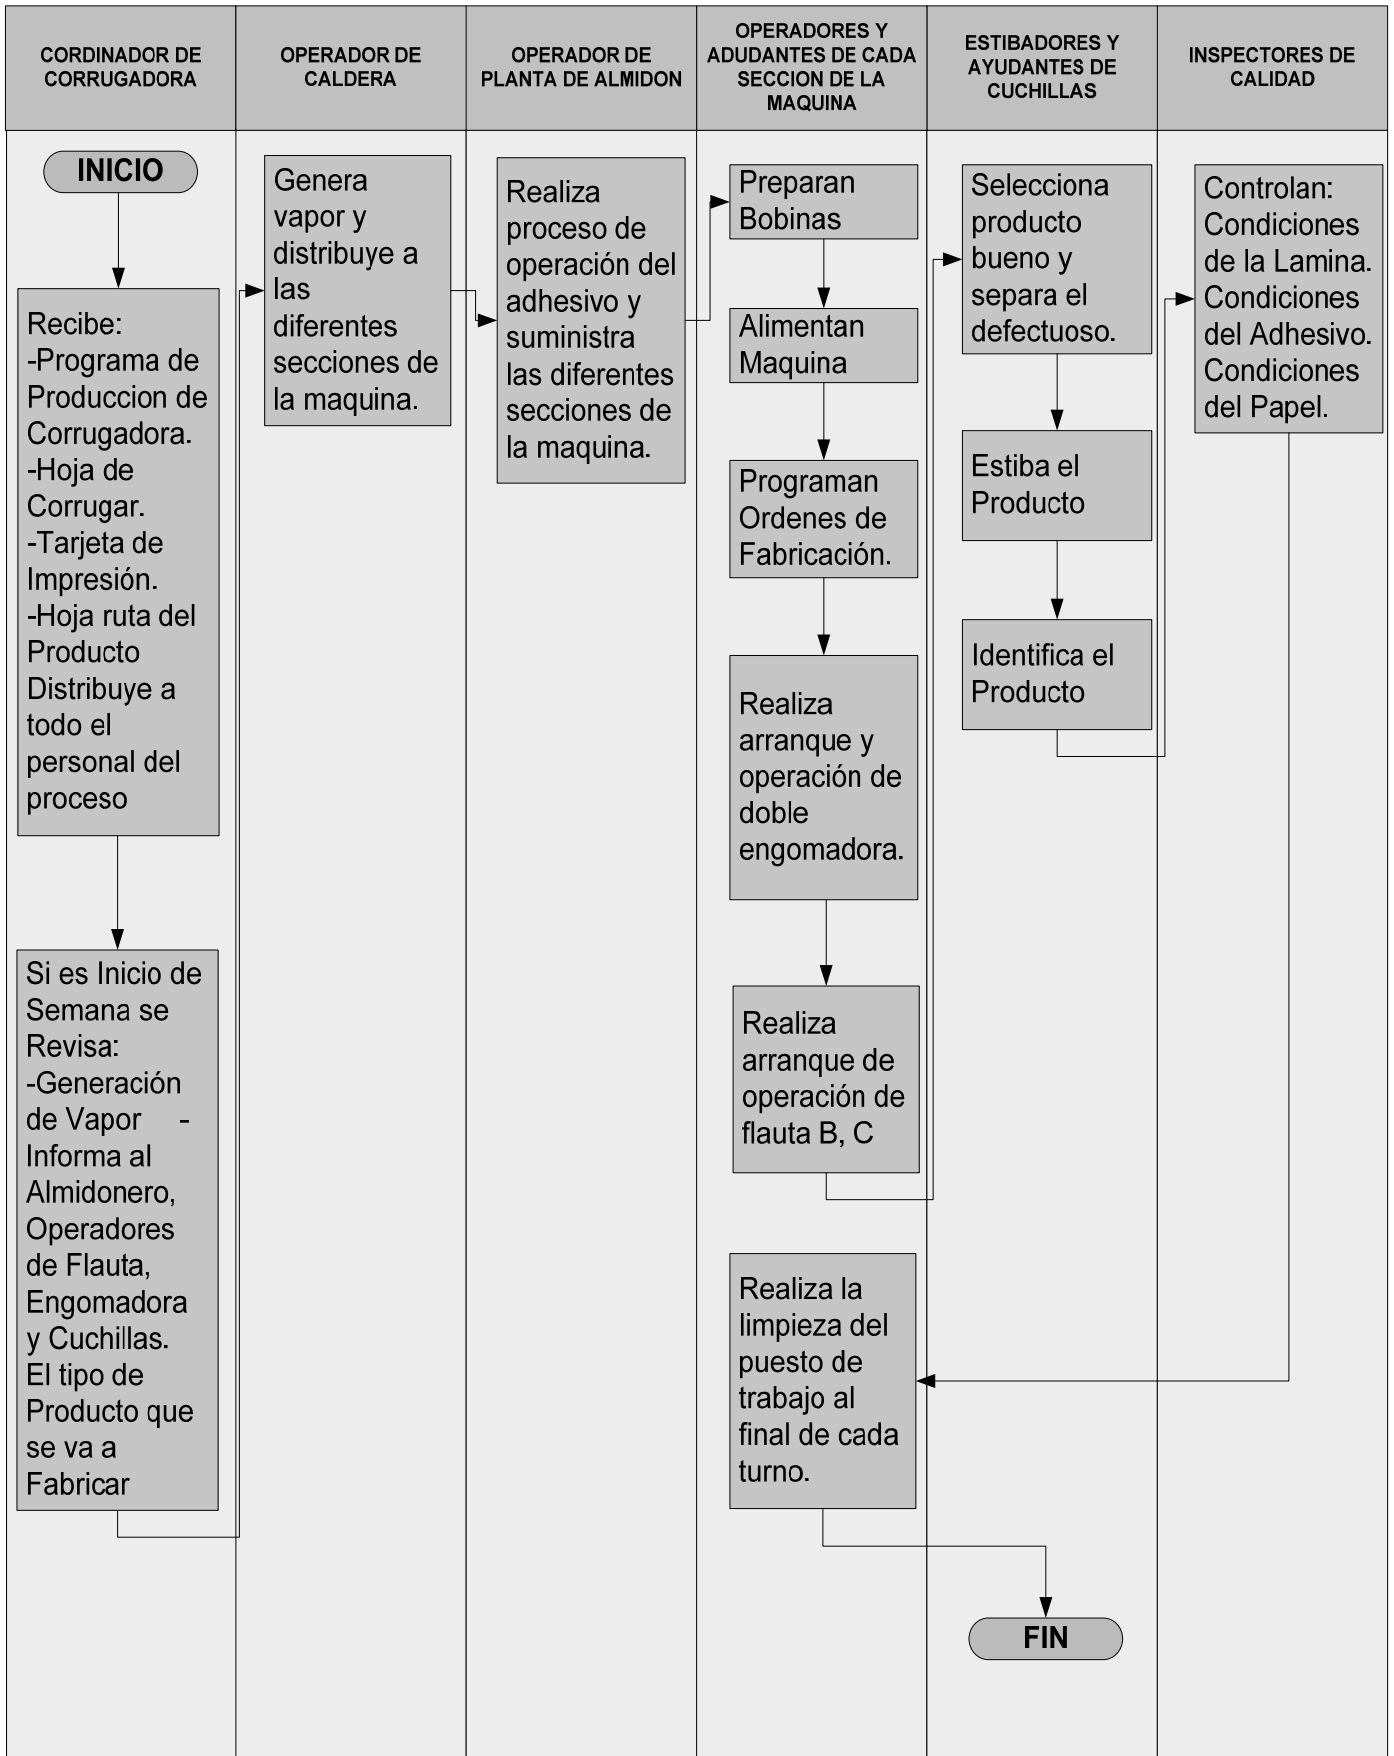 CORDINADOR DE
CORRUGADORA
OPERADOR DE
CALDERA
OPERADOR DE
PLANTA DE ALMIDON
OPERADORES Y
ADUDANTES DE CADA
SECCION DE LA
MAQUINA
ESTIBADORES Y
AYUDANTES DE
CUCHILLAS
INSPECTORES DE
CALIDAD
INICIO
Recibe:
-Programa de
Produccion de
Corrugadora.
-Hoja de
Corrugar.
-Tarjeta de
Impresión.
-Hoja ruta del
Producto
Distribuye a
todo el
personal del
proceso
Si es Inicio de
Semana se
Revisa:
-Generación
de Vapor -
Informa al
Almidonero,
Operadores
de Flauta,
Engomadora
y Cuchillas.
El tipo de
Producto que
se va a
Fabricar
Genera
vapor y
distribuye a
las
diferentes
secciones de
la maquina.
Realiza
proceso de
operación del
adhesivo y
suministra
las diferentes
secciones de
la maquina.
Preparan
Bobinas
Alimentan
Maquina
Programan
Ordenes de
Fabricación.
Realiza
arranque y
operación de
doble
engomadora.
Realiza
arranque de
operación de
flauta B, C
Selecciona
producto
bueno y
separa el
defectuoso.
Estiba el
Producto
Identifica el
Producto
Controlan:
Condiciones
de la Lamina.
Condiciones
del Adhesivo.
Condiciones
del Papel.
Realiza la
limpieza del
puesto de
trabajo al
final de cada
turno.
FIN